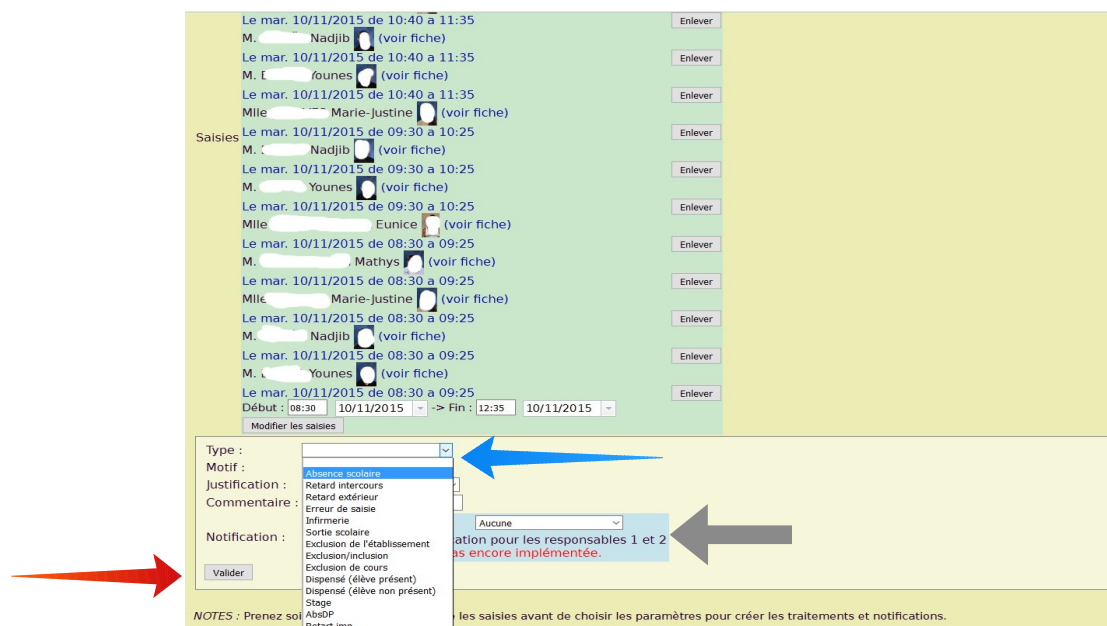 Le mar. 10/11/2015 de 10:40 a 11:35 Enlever
M. Nadjib (voir fiche)
Le mar. 10/11/2015 de 10:40 a 11:35 Enlever
M. Younes (voir fiche)
Le mar. 10/11/2015 de 10:40 a 11:35 Enlever
Mlle Marie-Justine (voir fiche)
Saisies Le mar. 10/11/2015 de 09:30 a 10:25 Enlever
M. Nadjib (voir fiche)
Le mar. 10/11/2015 de 09:30 a 10:25 Enlever
M. Younes (voir fiche)
Le mar. 10/11/2015 de 09:30 a 10:25 Enlever
Mlle Eunice (voir fiche)
Le mar. 10/11/2015 de 08:30 a 09:25 Enlever
M. Mathys (voir fiche)
Le mar. 10/11/2015 de 08:30 a 09:25 Enlever
Mlle Marie-Justine (voir fiche)
Le mar. 10/11/2015 de 08:30 a 09:25 Enlever
M. Nadjib (voir fiche)
Le mar. 10/11/2015 de 08:30 a 09:25 Enlever
M. Younes (voir fiche)
Le mar. 10/11/2015 de 08:30 a 09:25 Enlever
Début : 08:30 10/11/2015 -> Fin : 12:35 10/11/2015
Modifier les saisies
Type :
Motif :
Justification :
Commentaire :
Absence scolaire
Retard intercours
Retard extérieur
Erreur de saisie
Infirmerie
Sortie scolaire
Exclusion de l'établissement
Exclusion/inclusion
Exclusion de cours
Dispensé (élève présent)
Dispensé (élève non présent)
Stage
AbsDP
Retart imp
Notification :
Aucune
cation pour les responsables 1 et 2
as encore implémentée.
Valider
NOTES : Prenez soi les saisies avant de choisir les paramètres pour créer les traitements et notifications.